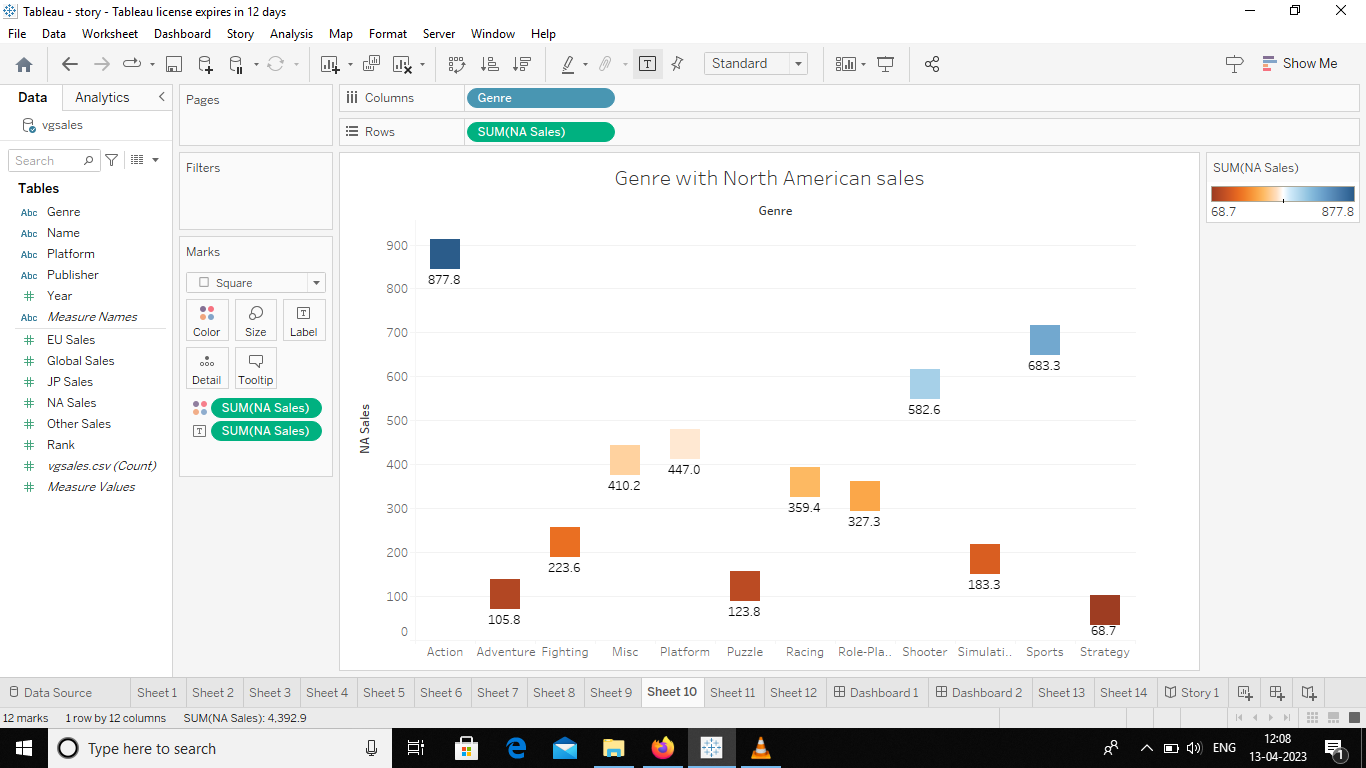 Tableau - story - Tableau license expires in 12 days
File Data Worksheet Dashboard Story Analysis Map Format Server Window Help
Standard
Show Me
Data Analytics
vgsales
Search
Tables
Abc Genre
Abc Name
Abc Platform
Abc Publisher
# Year
Abc Measure Names
# EU Sales
# Global Sales
# JP Sales
# NA Sales
# Other Sales
# Rank
# vgsales.csv (Count)
# Measure Values
Pages
Filters
Marks
Square
Color Size Label
Detail Tooltip
SUM(NA Sales)
SUM(NA Sales)
Columns Genre
Rows SUM(NA Sales)
Genre with North American sales
Genre
NA Sales
900
800
700
600
500
400
300
200
100
0
877.8
105.8
223.6
410.2
447.0
123.8
359.4
327.3
582.6
183.3
683.3
68.7
Action Adventure Fighting Misc Platform Puzzle Racing Role-Pla.. Shooter Simulati.. Sports Strategy
SUM(NA Sales)
68.7 877.8
Data Source Sheet 1 Sheet 2 Sheet 3 Sheet 4 Sheet 5 Sheet 6 Sheet 7 Sheet 8 Sheet 9 Sheet 10 Sheet 11 Sheet 12 Dashboard 1 Dashboard 2 Sheet 13 Sheet 14 Story 1
12 marks 1 row by 12 columns SUM(NA Sales): 4,392.9
Type here to search
ENG
12:08
13-04-2023
1